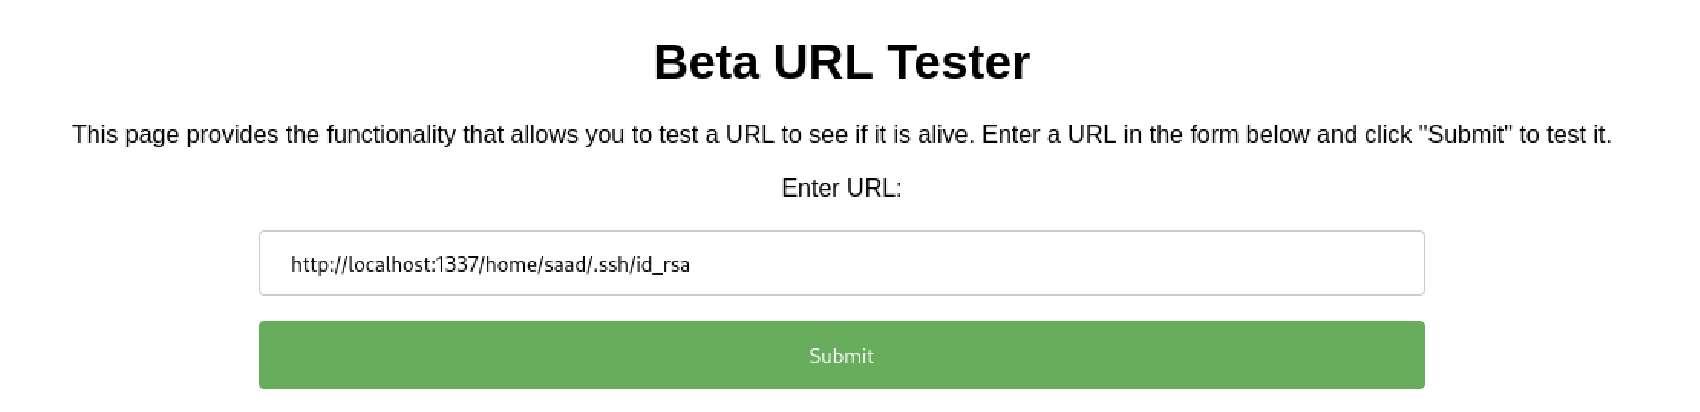 Beta URL Tester
This page provides the functionality that allows you to test a URL to see if it is alive. Enter a URL in the form below and click "Submit" to test it.
Enter URL:
http://localhost:1337/home/saad/.ssh/id_rsa
Submit